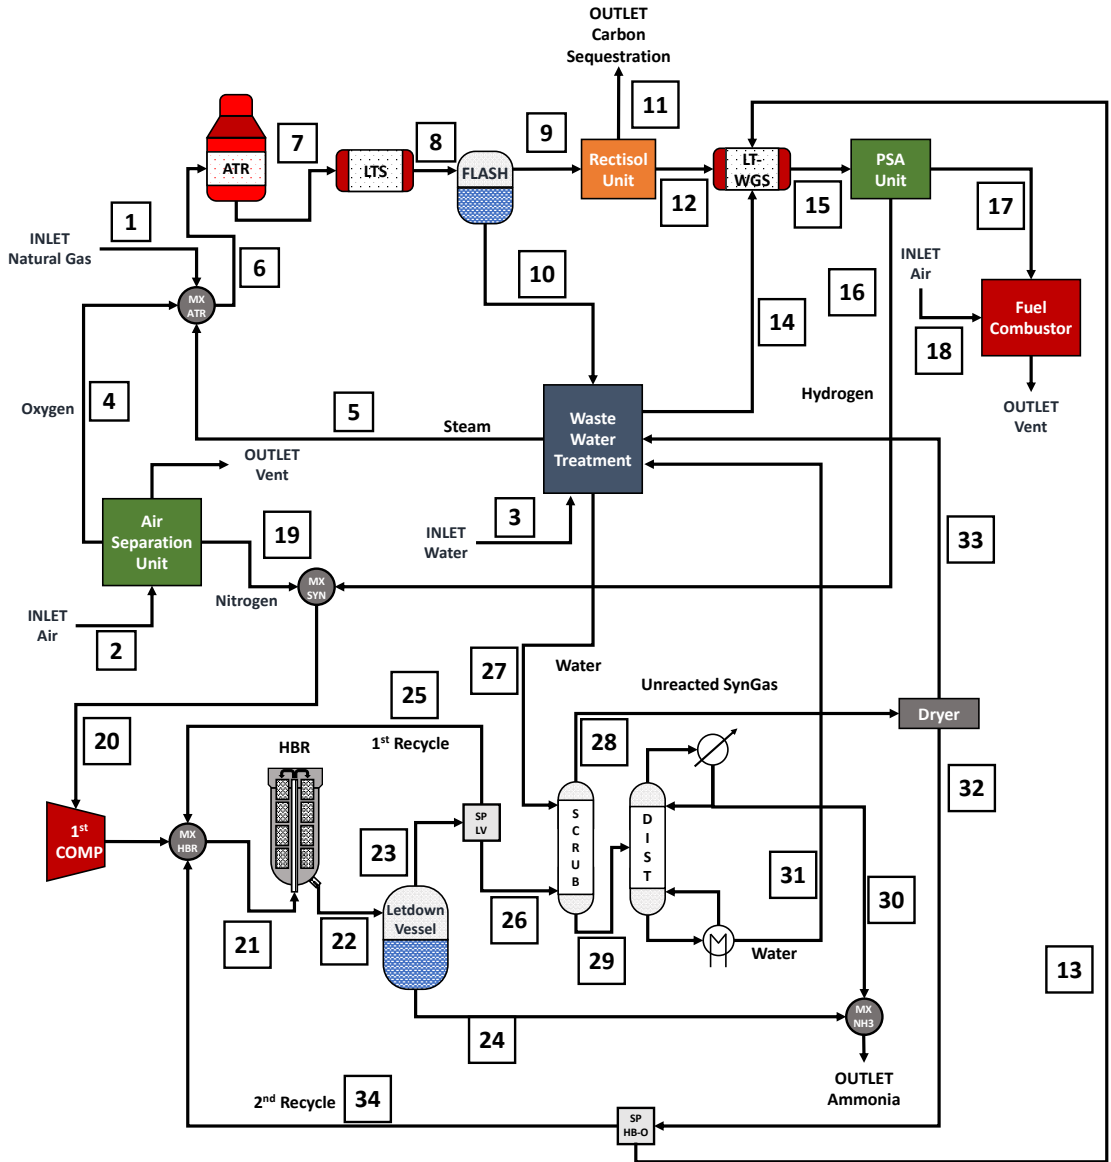 OUTLET
Carbon
Sequestration
11
7
8
9
ATR
LTS
FLASH
Rectisol
Unit
LT-
WGS
PSA
Unit
12
15
17
1
INLET
Natural Gas
6
10
16
INLET
Air
MX
ATR
14
Fuel
Combustor
18
4
Oxygen
5
Steam
Hydrogen
OUTLET
Vent
Waste
Water
Treatment
OUTLET
Vent
Air
Separation
Unit
19
INLET
Water
3
33
MX
SYN
Nitrogen
INLET
Air
2
27
Water
25
Unreacted SynGas
Dryer
20
1st Recycle
28
HBR
32
23
SP
LV
S
C
R
U
B
D
I
S
T
1st
COMP
MX
HBR
31
30
Letdown
Vessel
26
21
22
29
Water
13
24
MX
NH3
OUTLET
Ammonia
2nd Recycle
34
SP
HB-O